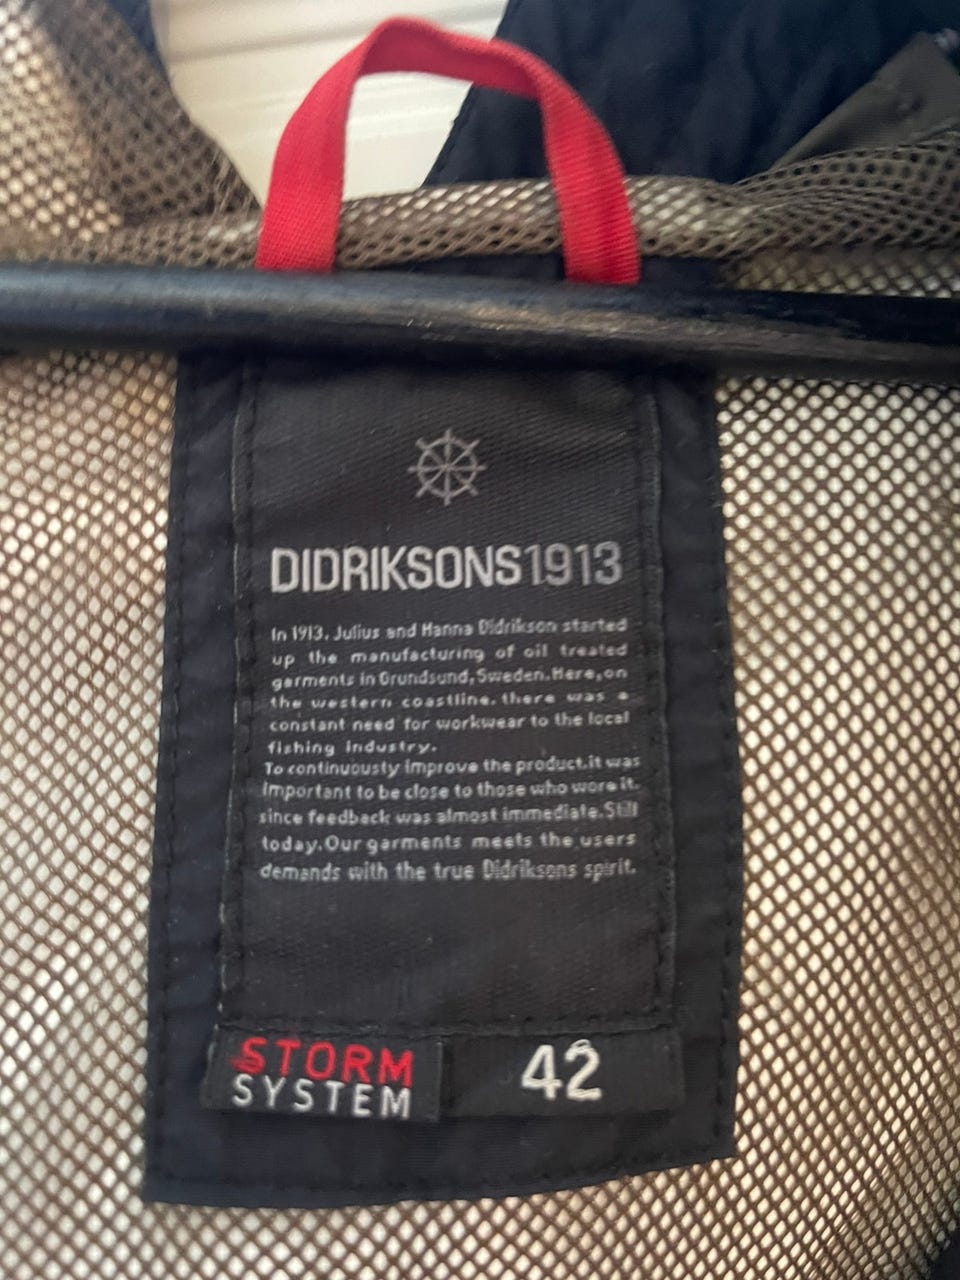 DIDRIKSONS1913
In 1913. Julius and Hanna Didrikson started
up the manufacturing of oil treated
garments in Grundsund, Sweden. Here, on
the western coastline. there was a
constant need for workwear to the local
fishing industry.
To continuously improve the product. it was
important to be close to those who wore it.
since feedback was almost immediate. Still
today. Our garments meets the users
demands with the true Didriksons spirit.
STORM
SYSTEM
42